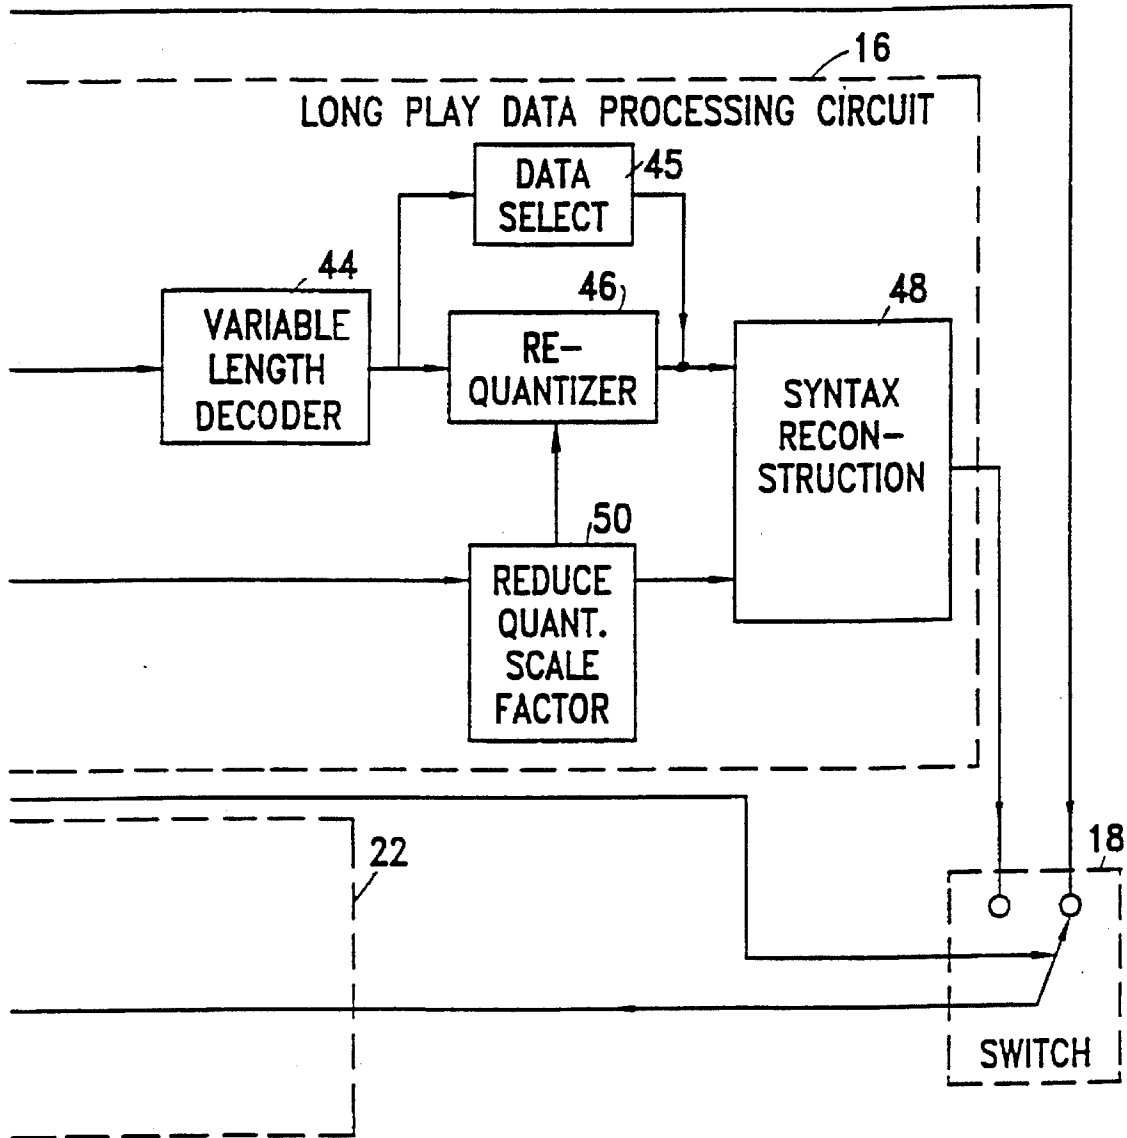 16
LONG PLAY DATA PROCESSING CIRCUIT
DATA
SELECT
45
44
VARIABLE
LENGTH
DECODER
46
RE-
QUANTIZER
48
SYNTAX
RECON-
STRUCTION
50
REDUCE
QUANT.
SCALE
FACTOR
22
18
SWITCH